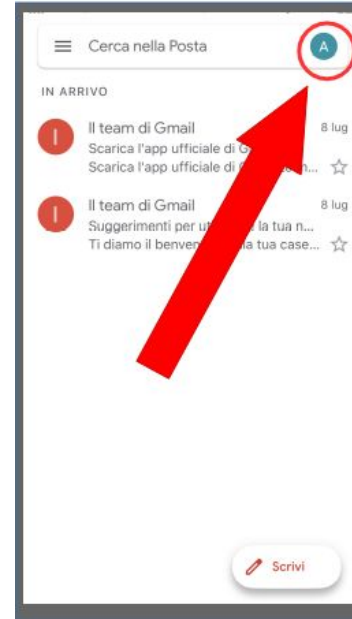 Cerca nella Posta
A
IN ARRIVO
I
Il team di Gmail
8 lug
Scarica l'app ufficiale di
Scarica l'app ufficiale di
I
Il team di Gmail
8 lug
Suggerimenti per la tua n...
Ti diamo il tua case...
Scrivi